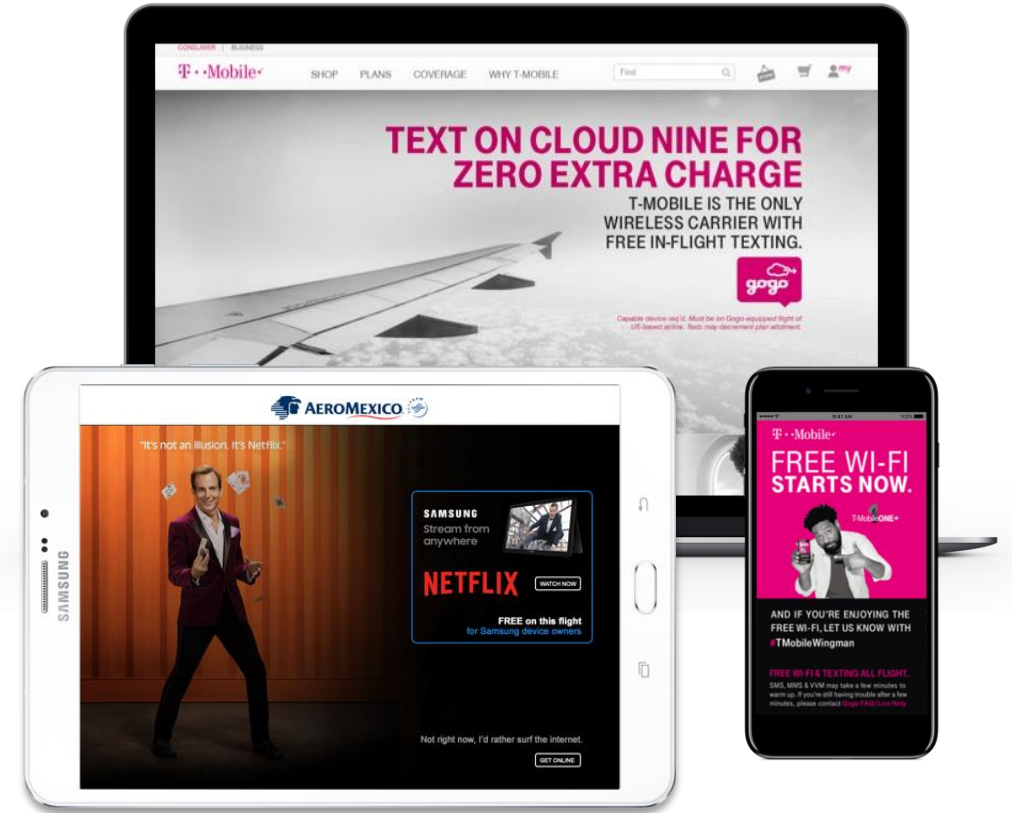 CONSUMER | BUSINESS
T··Mobile·
SHOP PLANS COVERAGE WHY T-MOBILE Find my
TEXT ON CLOUD NINE FOR
ZERO EXTRA CHARGE
T-MOBILE IS THE ONLY
WIRELESS CARRIER WITH
FREE IN-FLIGHT TEXTING.
gogo
Capable device req'd. Must be on Gogo-equipped flight of
US-based airline. Texts may decrement plan allotment.
SAMSUNG
AEROMEXICO
"It's not an illusion. It's Netflix."
SAMSUNG
Stream from
anywhere
NETFLIX
WATCH NOW
FREE on this flight
for Samsung device owners
Not right now, I'd rather surf the internet.
GET ONLINE
9:41 AM 100%
T··Mobile·
FREE WI-FI
STARTS NOW.
T-MobileONE+
AND IF YOU'RE ENJOYING THE
FREE WI-FI, LET US KNOW WITH
#TMobileWingman
FREE WI-FI & TEXTING ALL FLIGHT.
SMS, MMS & VVM may take a few minutes to
warm up. If you're still having trouble after a few
minutes, please contact Gogo FAQ/Live Help